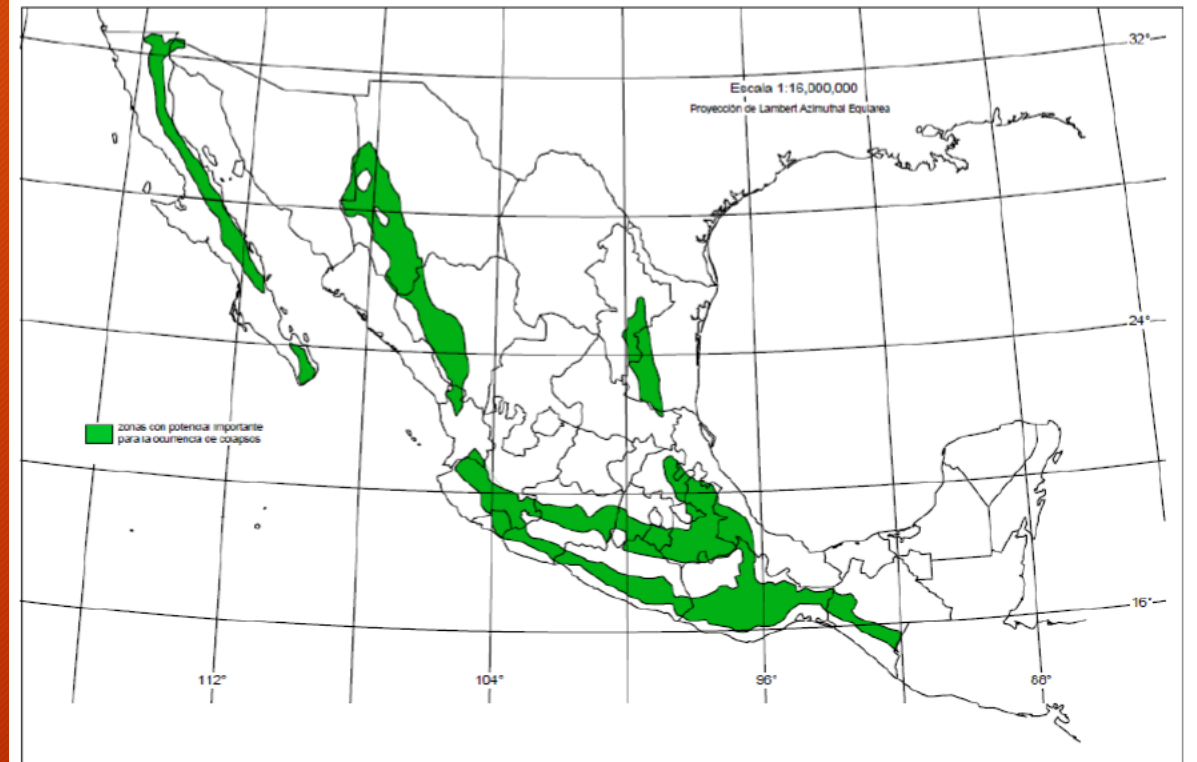 32°
Escala 1:16,000,000
Proyección de Lambert Azimuthal Equiarea
24°
zonas con potencial importante
para la ocurrencia de colapsos
16°
112°
104°
96°
88°